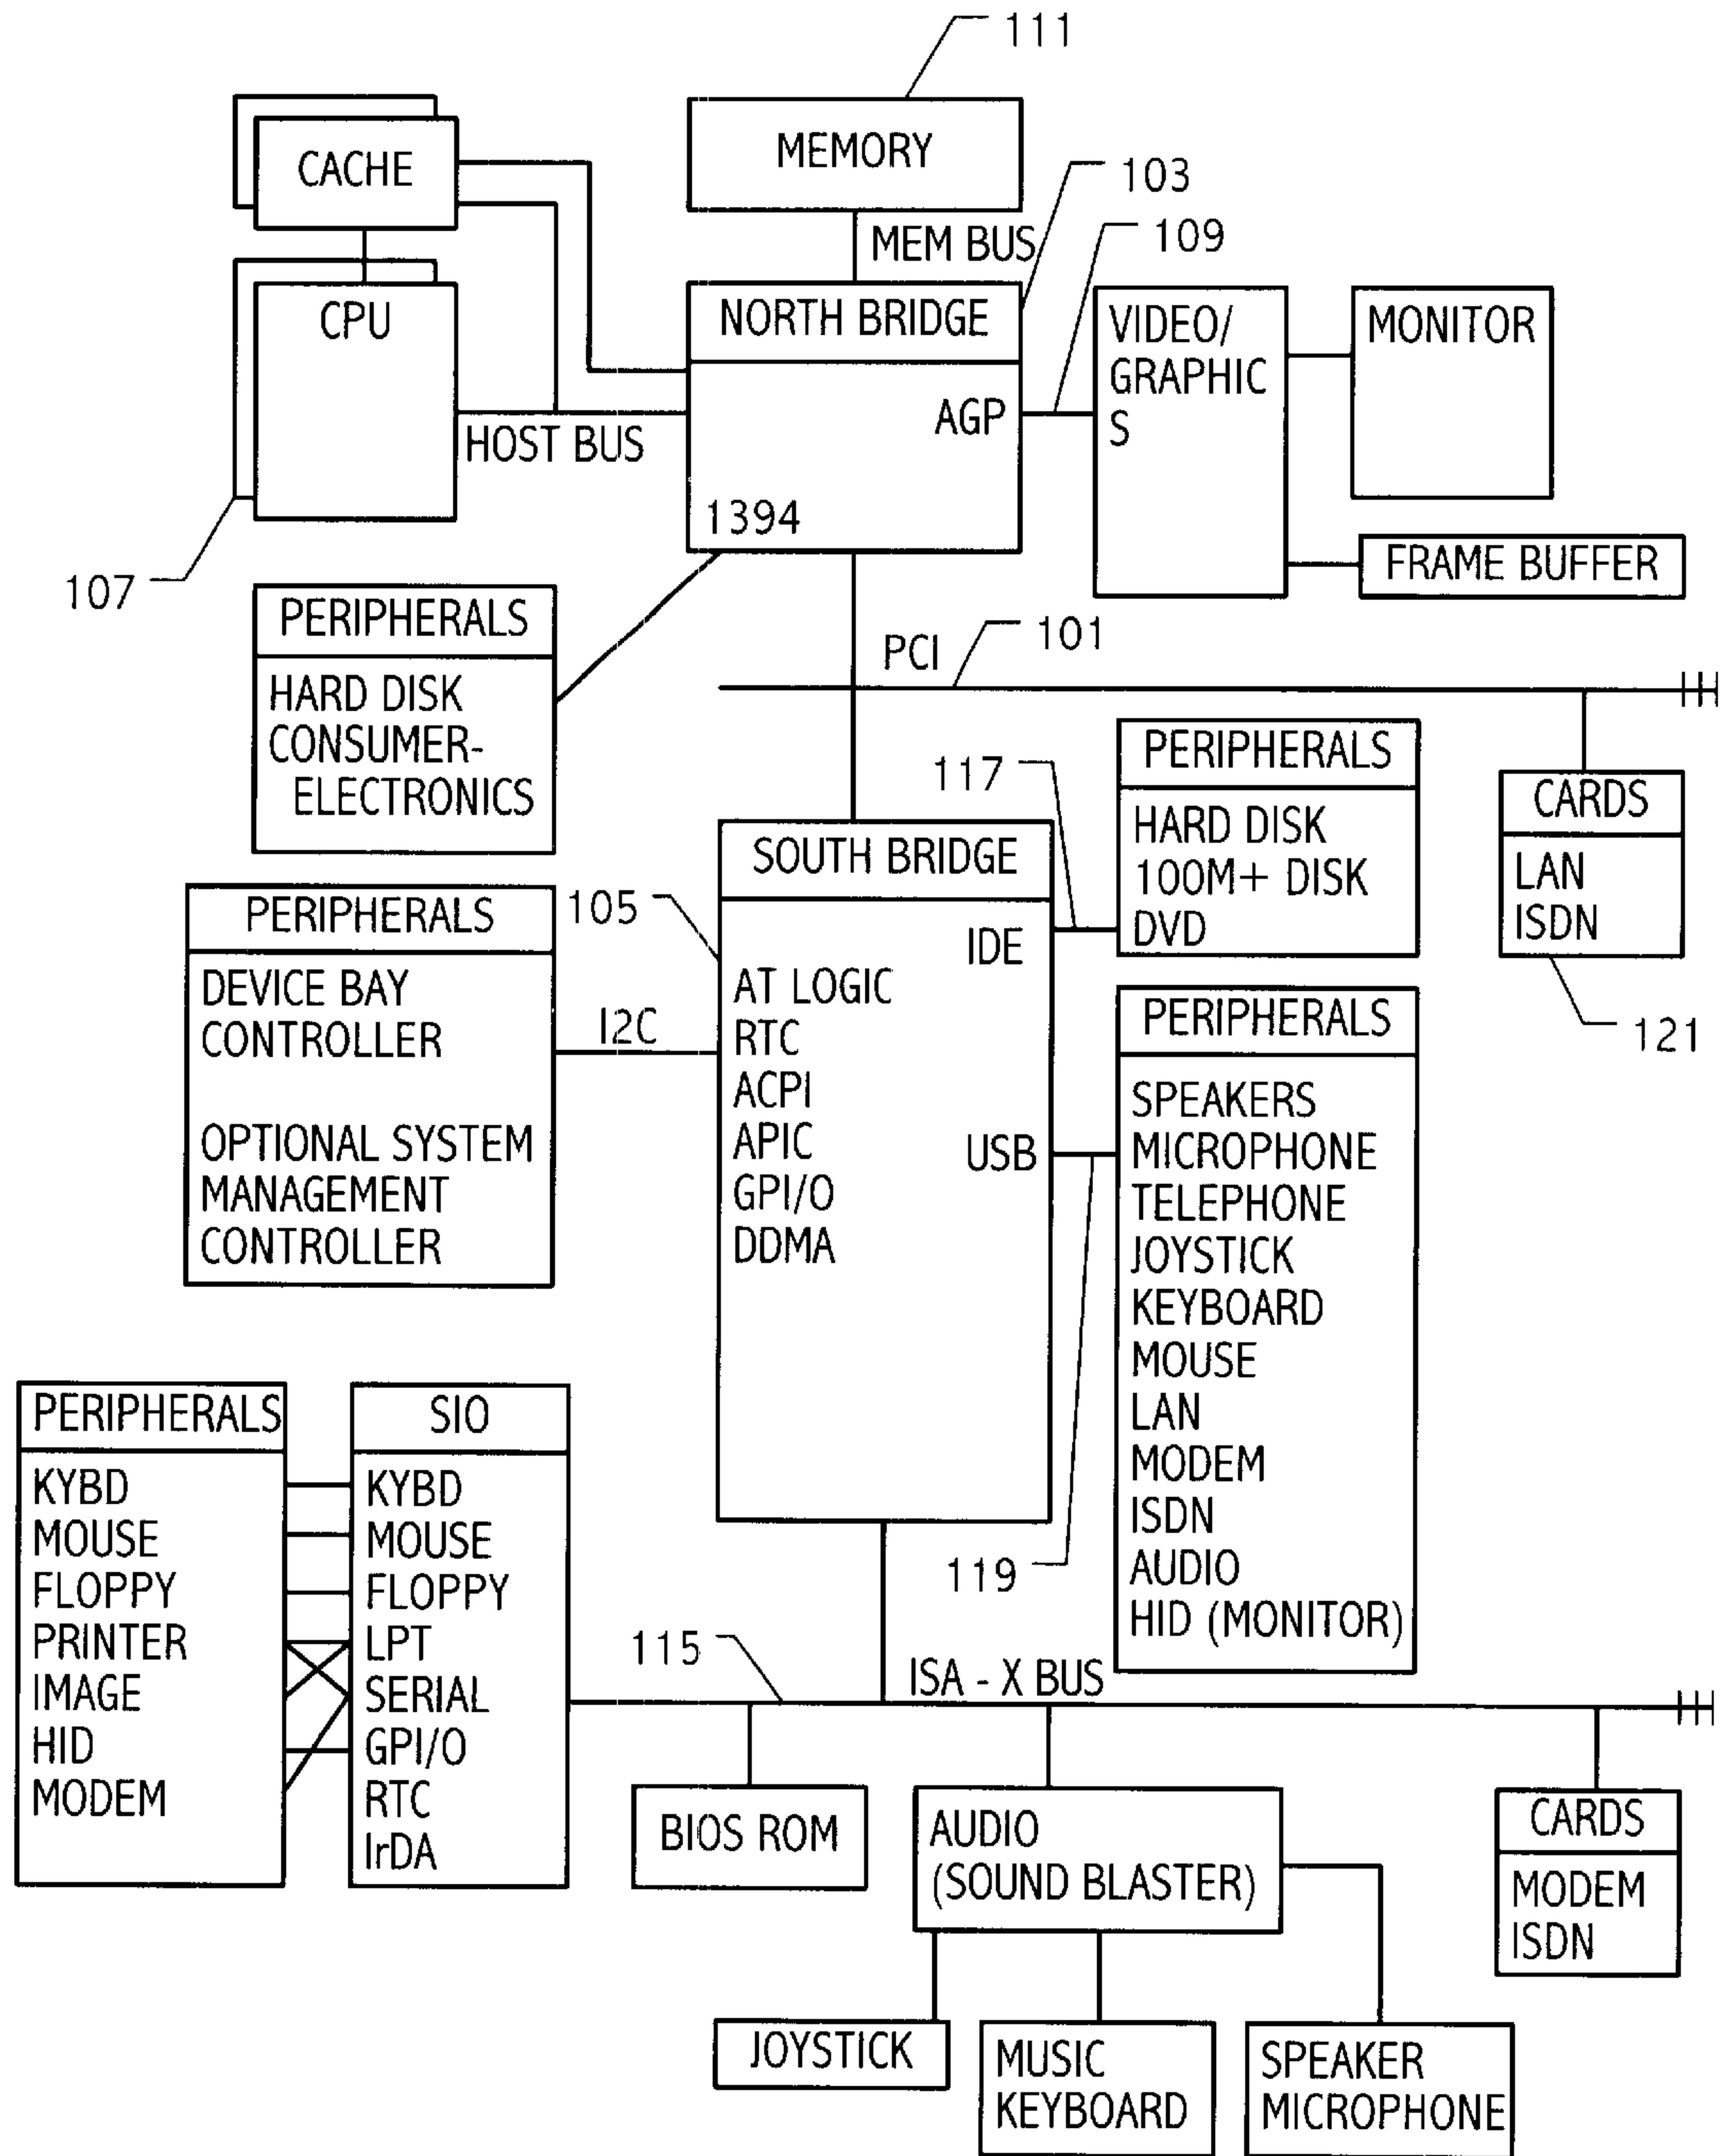 111
CACHE
MEMORY
103
MEM BUS
109
CPU
NORTH BRIDGE
VIDEO/
GRAPHIC
S
MONITOR
AGP
HOST BUS
1394
107
FRAME BUFFER
PERIPHERALS
HARD DISK
CONSUMER-
ELECTRONICS
PCI
101
117
PERIPHERALS
HARD DISK
100M+ DISK
DVD
CARDS
LAN
ISDN
121
SOUTH BRIDGE
105
IDE
AT LOGIC
RTC
ACPI
APIC
GPI/O
DDMA
USB
PERIPHERALS
DEVICE BAY
CONTROLLER
OPTIONAL SYSTEM
MANAGEMENT
CONTROLLER
I2C
PERIPHERALS
SPEAKERS
MICROPHONE
TELEPHONE
JOYSTICK
KEYBOARD
MOUSE
LAN
MODEM
ISDN
AUDIO
HID (MONITOR)
119
PERIPHERALS
KYBD
MOUSE
FLOPPY
PRINTER
IMAGE
HID
MODEM
SIO
KYBD
MOUSE
FLOPPY
LPT
SERIAL
GPI/O
RTC
IrDA
115
ISA - X BUS
BIOS ROM
AUDIO
(SOUND BLASTER)
CARDS
MODEM
ISDN
JOYSTICK
MUSIC
KEYBOARD
SPEAKER
MICROPHONE